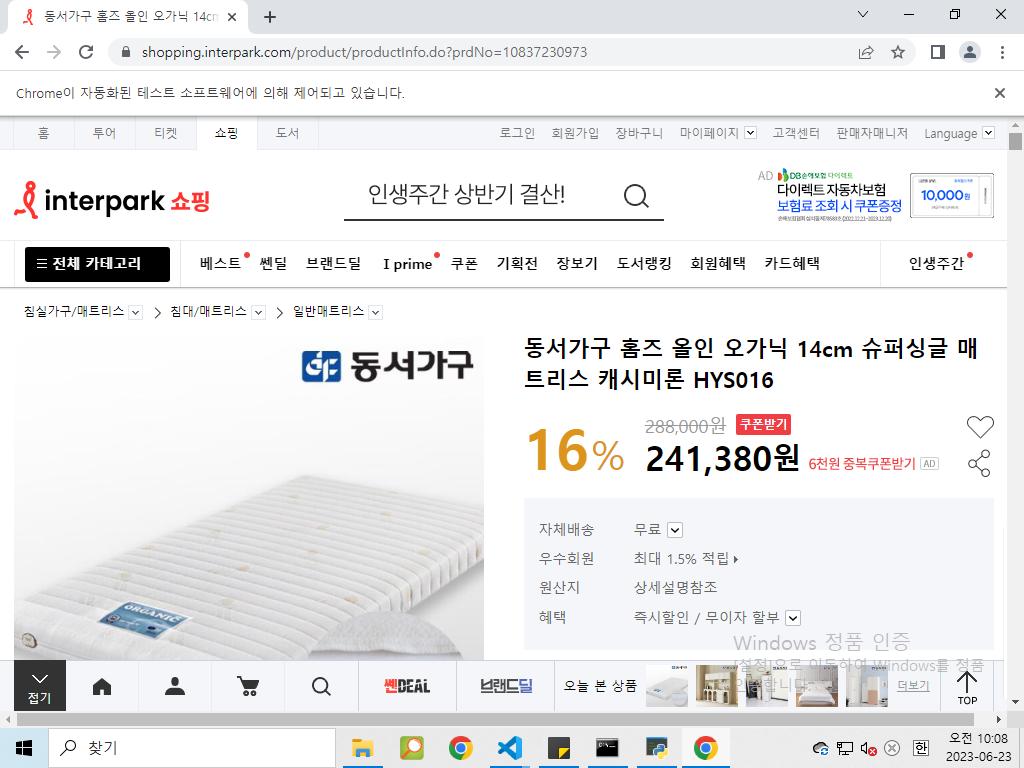 동서가구 홈즈 올인 오가닉 14cm
shopping.interpark.com/product/productInfo.do?prdNo=10837230973
Chrome이 자동화된 테스트 소프트웨어에 의해 제어되고 있습니다.
홈 투어 티켓 쇼핑 도서 로그인 회원가입 장바구니 마이페이지 고객센터 판매자매니저 Language
interpark 쇼핑
인생주간 상반기 결산!
AD DB손해보험 다이렉트
다이렉트 자동차보험
보험료 조회 시 쿠폰증정
10,000원
전체 카테고리 베스트 쎈딜 브랜드딜 I prime 쿠폰 기획전 장보기 도서랭킹 회원혜택 카드혜택 인생주간
침실가구/매트리스 침대/매트리스 일반매트리스
동서가구
ORGANIC
동서가구 홈즈 올인 오가닉 14cm 슈퍼싱글 매
트리스 캐시미론 HYS016
16% 288,000원 쿠폰받기
241,380원 6천원 중복쿠폰받기 AD
자체배송 무료
우수회원 최대 1.5% 적립
원산지 상세설명참조
혜택 즉시할인 / 무이자 할부
Windows 정품 인증
[설정]으로 이동하여 Windows를 정품
인증합니다.
접기 쎈DEAL 브랜드딜 오늘 본 상품 더보기 TOP
찾기
한
오전 10:08
2023-06-23